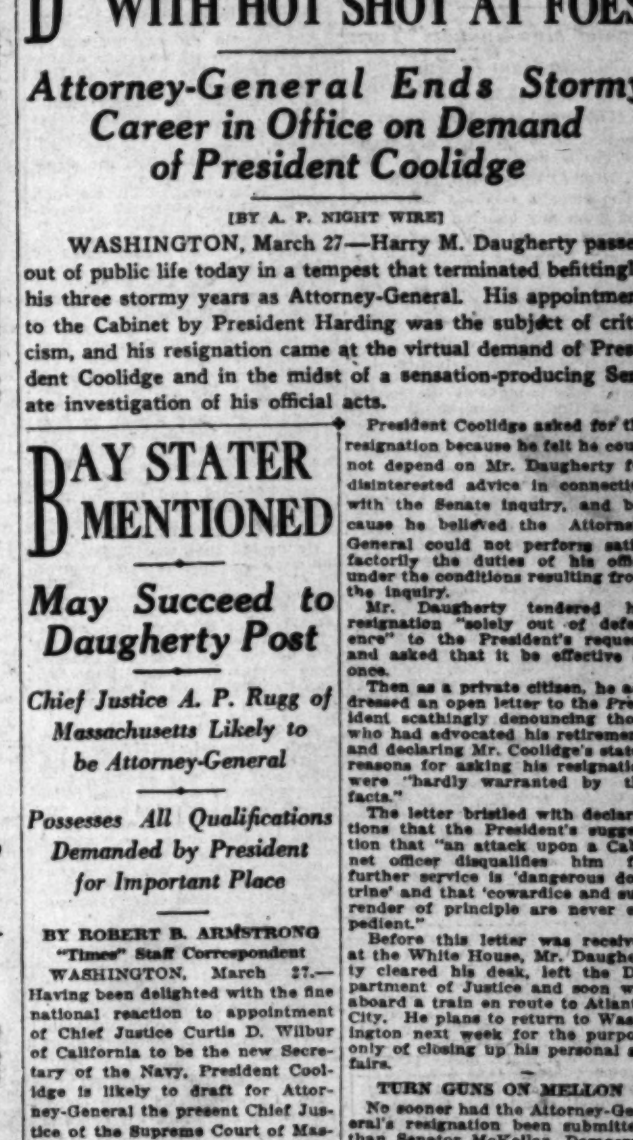 WITH HOT SHOT AT FOES
Attorney-General Ends Stormy
Career in Office on Demand
of President Coolidge
[BY A. P. NIGHT WIRE]
WASHINGTON, March 27—Harry M. Daugherty passe
out of public life today in a tempest that terminated befittingl
his three stormy years as Attorney-General. His appointmen
to the Cabinet by President Harding was the subject of crit-
cism, and his resignation came at the virtual demand of Pres
dent Coolidge and in the midst of a sensation-producing Sen
ate investigation of his official acts.
BAY STATER
MENTIONED
May Succeed to
Daugherty Post
Chief Justice A. P. Rugg of
Massachusetts Likely to
be Attorney-General
Possesses All Qualifications
Demanded by President
for Important Place
BY ROBERT B. ARMSTRONG
"Times" Staff Correspondent
WASHINGTON, March 27.—
Having been delighted with the fine
national reaction to appointment
of Chief Justice Curtis D. Wilbur
of California to be the new Secre-
tary of the Navy, President Cool-
idge is likely to draft for Attor-
ney-General the present Chief Jus-
tice of the Supreme Court of Mas-
President Coolidge asked for th
resignation because he felt he cou
not depend on Mr. Daugherty f
disinterested advice in connecti
with the Senate inquiry, and b
cause he believed the Attorne
General could not perform sati
factorily the duties of his offi
under the conditions resulting fro
the inquiry.
Mr. Daugherty tendered h
resignation "solely out of defe
ence" to the President's reque
and asked that it be effective
once.
Then as a private citizen, he a
dressed an open letter to the Pre
ident scathingly denouncing tho
who had advocated his retiremen
and declaring Mr. Coolidge's state
reasons for asking his resignati
were "hardly warranted by t
facts."
The letter bristled with declar
tions that the President's sugge
tion that "an attack upon a Cab
net officer disqualifies him f
further service is 'dangerous do
trine' and that 'cowardice and su
render of principle are never e
pedient."
Before this letter was receiv
at the White House, Mr. Daughe
ty cleared his desk, left the D
partment of Justice and soon w
aboard a train en route to Atlan
City. He plans to return to Was
ington next week for the purpo
only of closing up his personal a
fairs.
TURN GUNS ON MELLON
No sooner had the Attorney-Ge
eral's resignation been submitte
than Senator